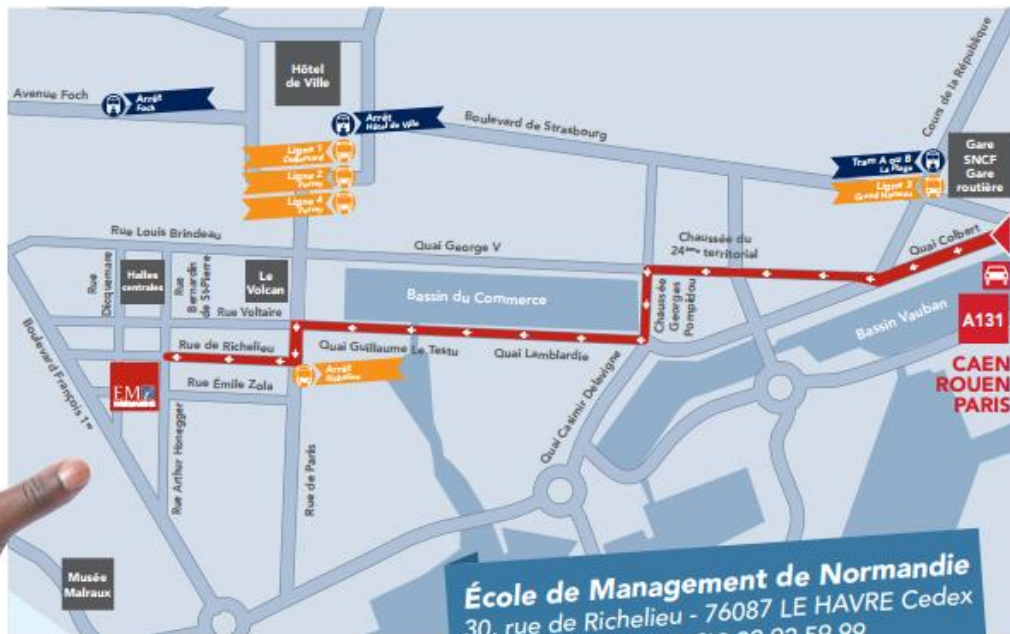 Hôtel
de Ville
Avenue Foch
Arrêt
Foch
Arrêt
Hôtel de Ville
Boulevard de Strasbourg
Cours de la République
Ligne 1
Ligne 2
Ligne 4
Tram A ou B
La Plage
Ligne 3
Gare
SNCF
Gare
routière
Rue Louis Brindeau
Quai George V
Chaussée du
24ème territorial
Quai Colbert
Rue
Dicquemare
Halles
centrales
Rue
Bernardin
de St-Pierre
Le
Volcan
Rue Voltaire
Bassin du Commerce
Chaussée
Georges
Pompidou
Bassin Vauban
A131
CAEN
ROUEN
PARIS
Rue de Richelieu
Quai Guillaume Le Testu
Quai Lamblardie
Arrêt
EM
Rue Émile Zola
Boulevard François 1er
Rue Arthur Honegger
Rue de Paris
Quai Casimir Delavigne
Musée
Malraux
École de Management de Normandie
30, rue de Richelieu - 76087 LE HAVRE Cedex